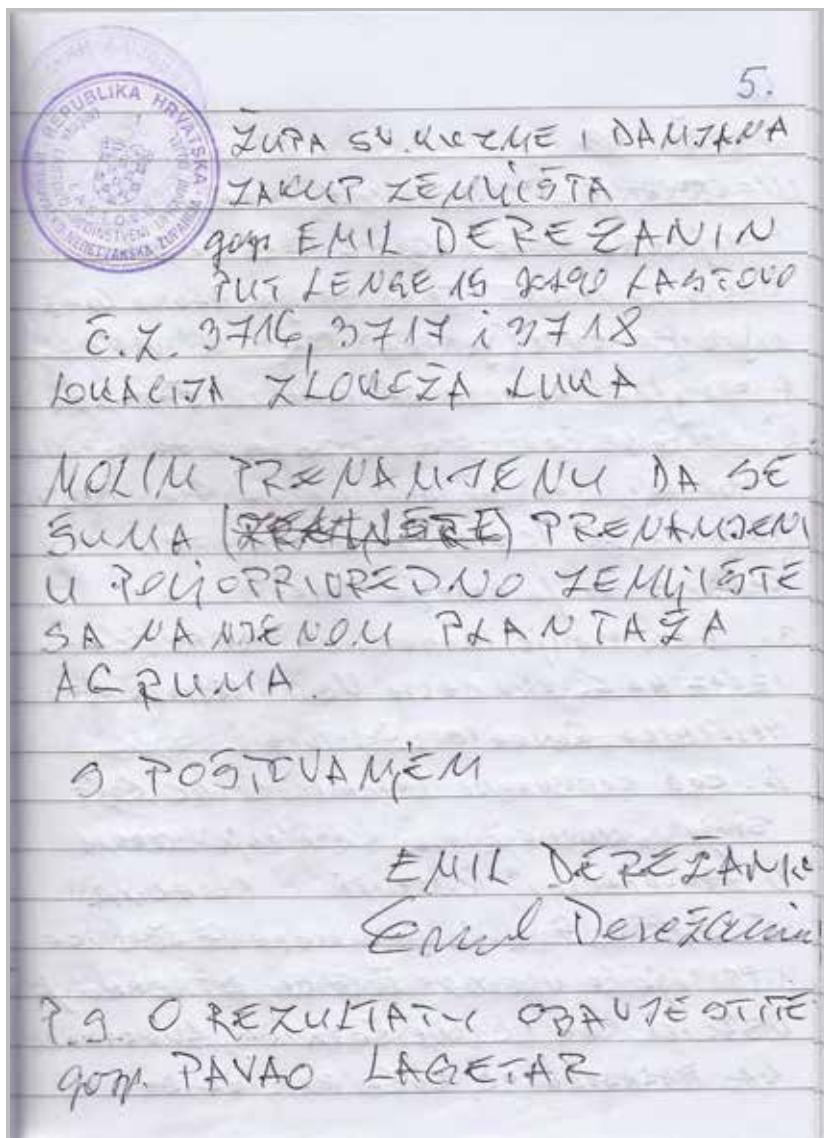 5.
REPUBLIKA HRVATSKA
ŽUPA SV. KUZME I DAMJANA
ZAKUP ZEMLJIŠTA
gosp. EMIL DEREŽANIN
PUT LENGE 15 20290 LASTOVO
Č.Z. 3716, 3717 i 3718
LOKACIJA LUKA
MOLIM PRENAMJENU DA SE
ŠUMA PRENAMJENI
U POLJOPRIVREDNO ZEMLJIŠTE
SA NAMJENOM PLANTAŽA
AGRUMA.
S POŠTOVANJEM
EMIL DEREŽANIN
Emil Derežanin
P.S. O REZULTATU OBAVJESTITE
gosp. PAVAO LAGETAR